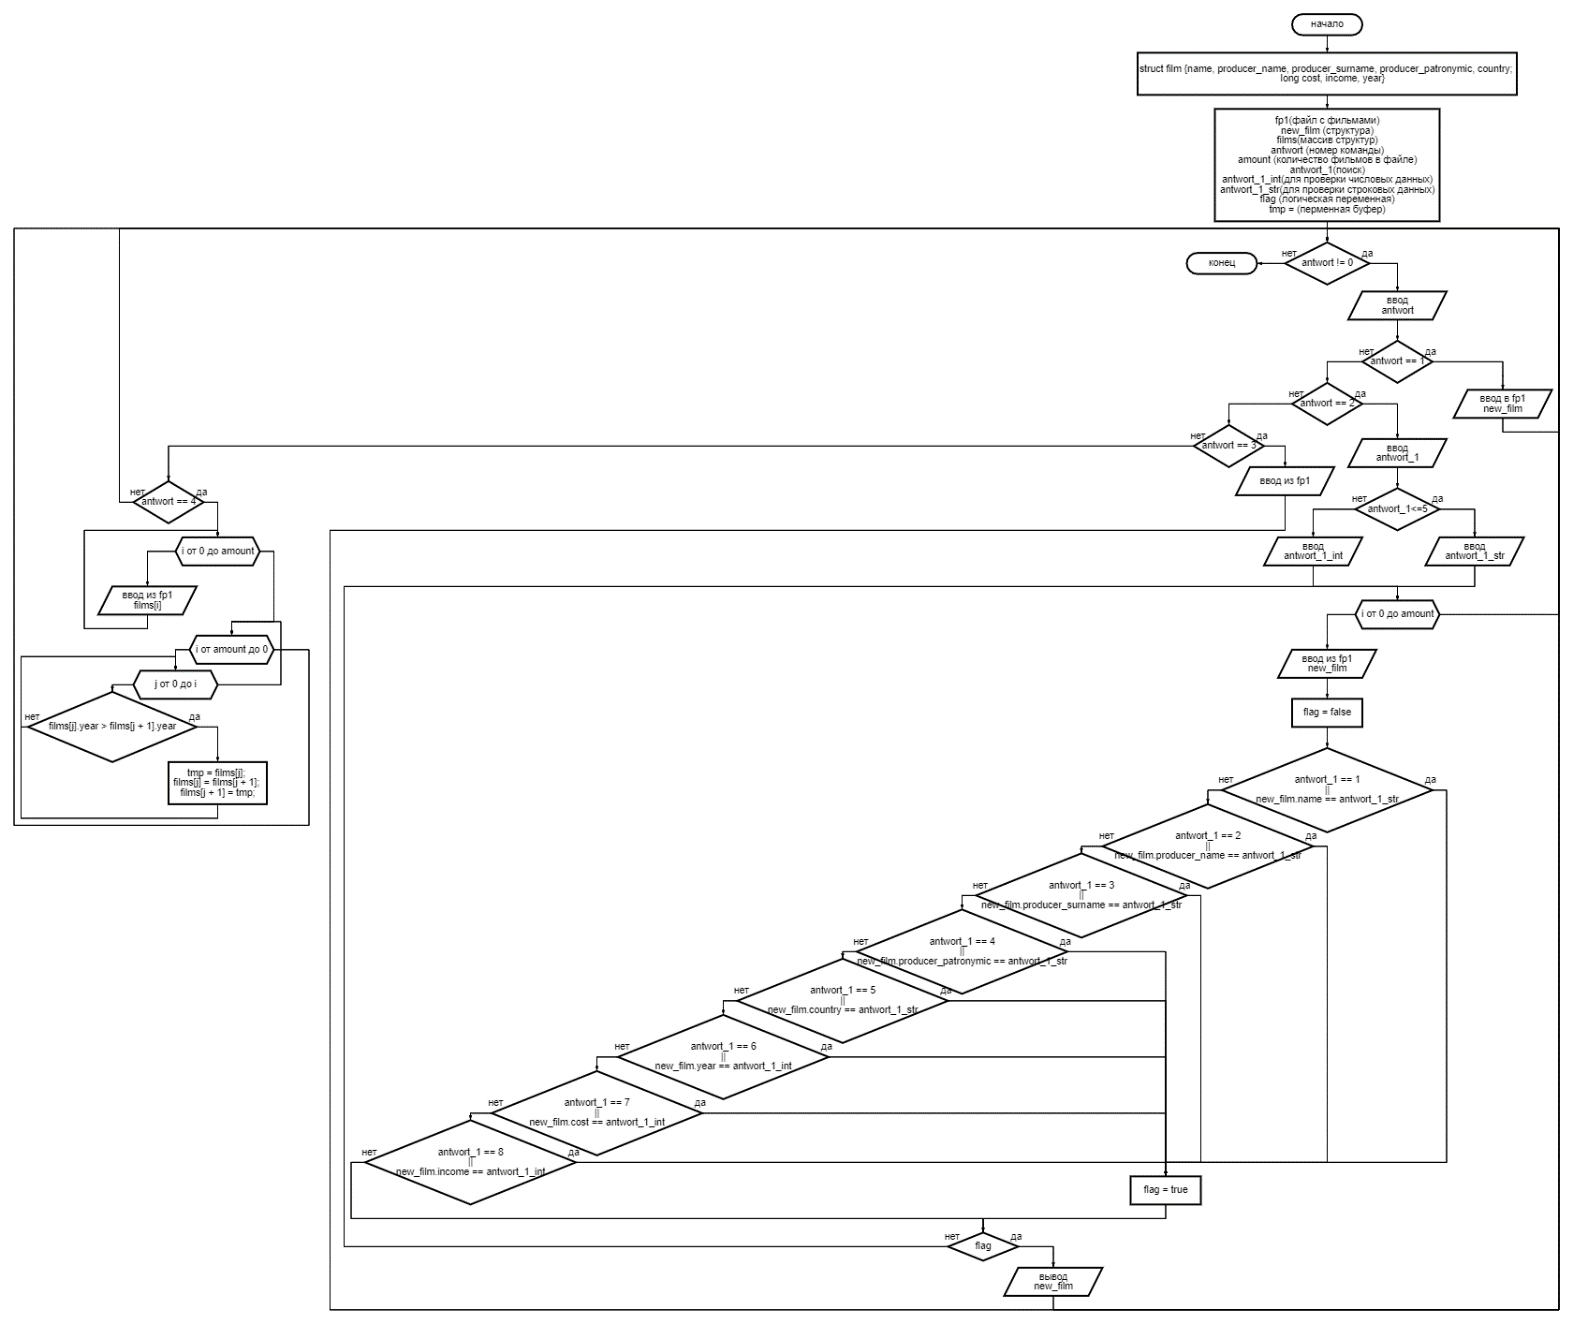 начало
struct film {name, producer_name, producer_surname, producer_patronymic, country;
long cost, income, year}
fp1(файл с фильмами)
new_film (структура)
films(массив структур)
antwort (номер команды)
amount (количество фильмов в файле)
antwort_1(поиск)
antwort_1_int(для проверки числовых данных)
antwort_1_str(для проверки строковых данных)
flag (логическая переменная)
tmp = (перменная буфер)
нет
да
конец
antwort != 0
ввод
antwort
нет
да
antwort == 1
нет
да
antwort == 2
ввод в fp1
new_film
нет
да
antwort == 3
ввод
antwort_1
ввод из fp1
нет
да
antwort == 4
нет
да
antwort_1<=5
ввод
antwort_1_int
ввод
antwort_1_str
i от 0 до amount
ввод из fp1
films[i]
i от 0 до amount
i от amount до 0
ввод из fp1
new_film
j от 0 до i
нет
да
films[j].year > films[j + 1].year
flag = false
tmp = films[j];
films[j] = films[j + 1];
films[j + 1] = tmp;
нет
да
antwort_1 == 1
||
new_film.name == antwort_1_str
нет
да
antwort_1 == 2
||
new_film.producer_name == antwort_1_str
нет
да
antwort_1 == 3
||
new_film.producer_surname == antwort_1_str
нет
да
antwort_1 == 4
||
new_film.producer_patronymic == antwort_1_str
нет
да
antwort_1 == 5
||
new_film.country == antwort_1_str
нет
да
antwort_1 == 6
||
new_film.year == antwort_1_int
нет
да
antwort_1 == 7
||
new_film.cost == antwort_1_int
нет
да
antwort_1 == 8
||
new_film.income == antwort_1_int
flag = true
нет
да
flag
вывод
new_film